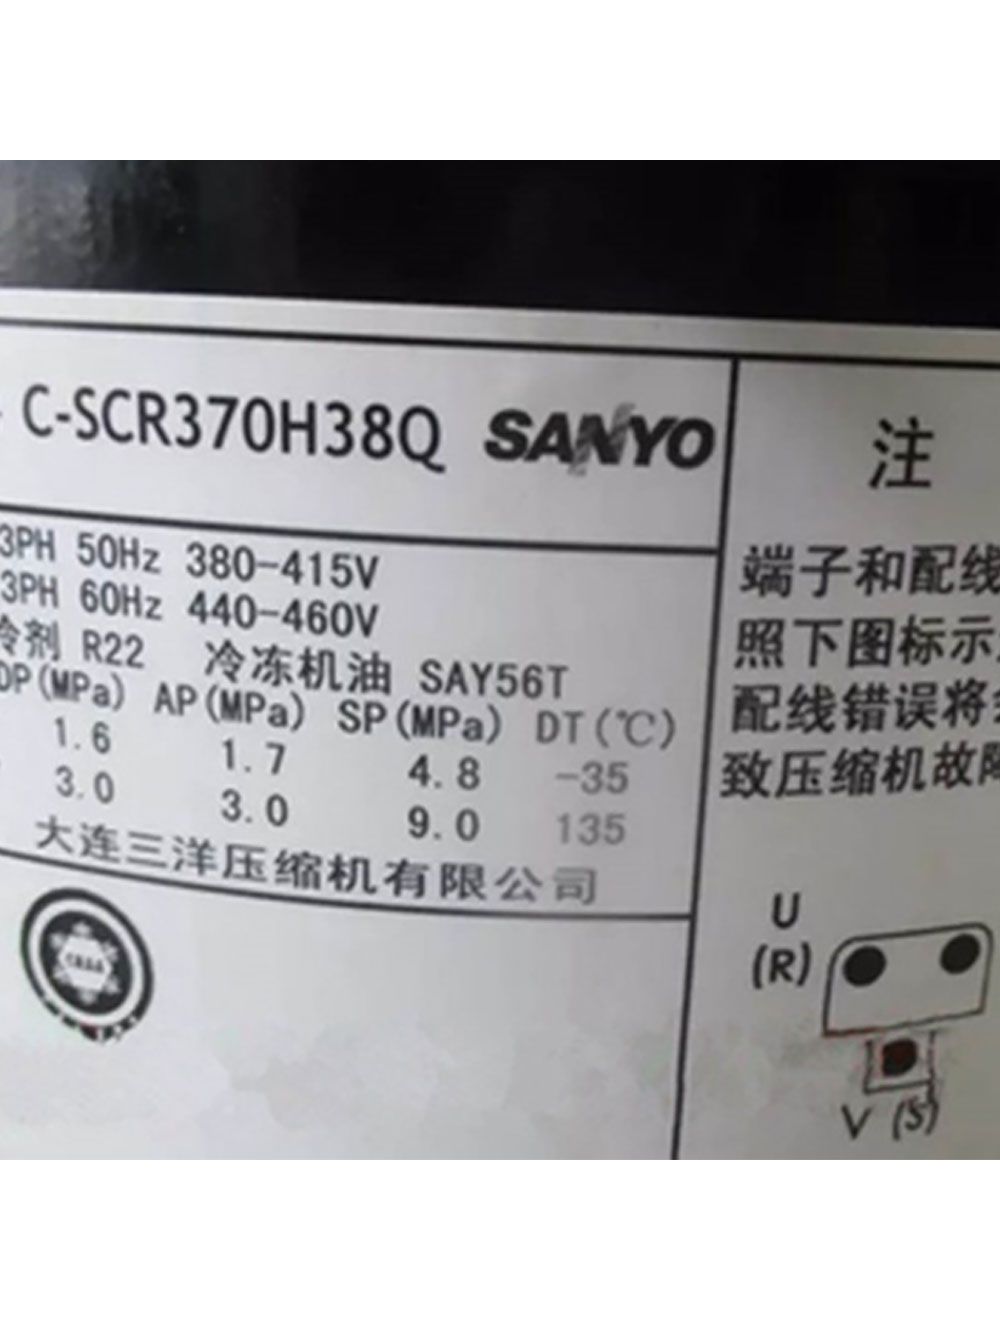 C-SCR370H38Q SANYO
3PH 50Hz 380-415V
3PH 60Hz 440-460V
冷剂 R22 冷冻机油 SAY56T
DP(MPa) AP(MPa) SP(MPa) DT(℃)
1.6 1.7 4.8 -35
3.0 3.0 9.0 135
大连三洋压缩机有限公司
注
端子和配线
照下图标示
配线错误将
致压缩机故障
U
(R)
V (S)